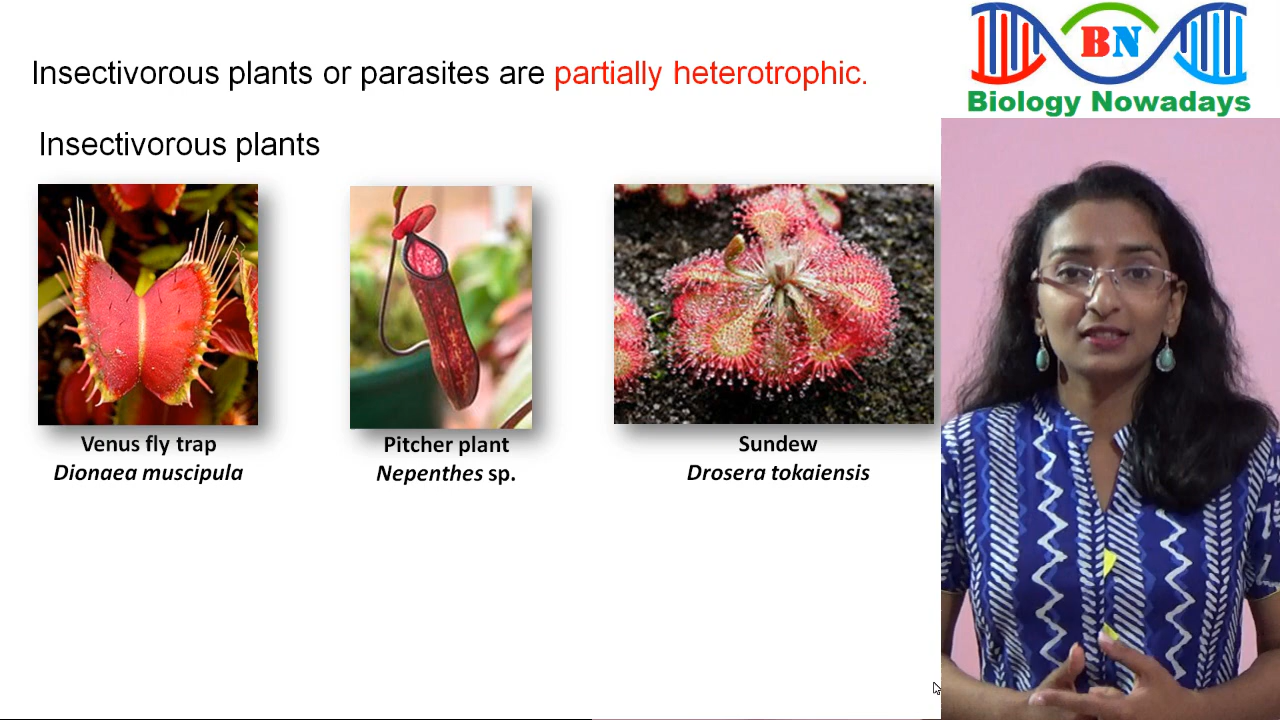 Insectivorous plants or parasites are partially heterotrophic.
BN
Biology Nowadays
Insectivorous plants
Venus fly trap
Dionaea muscipula
Pitcher plant
Nepenthes sp.
Sundew
Drosera tokaiensis